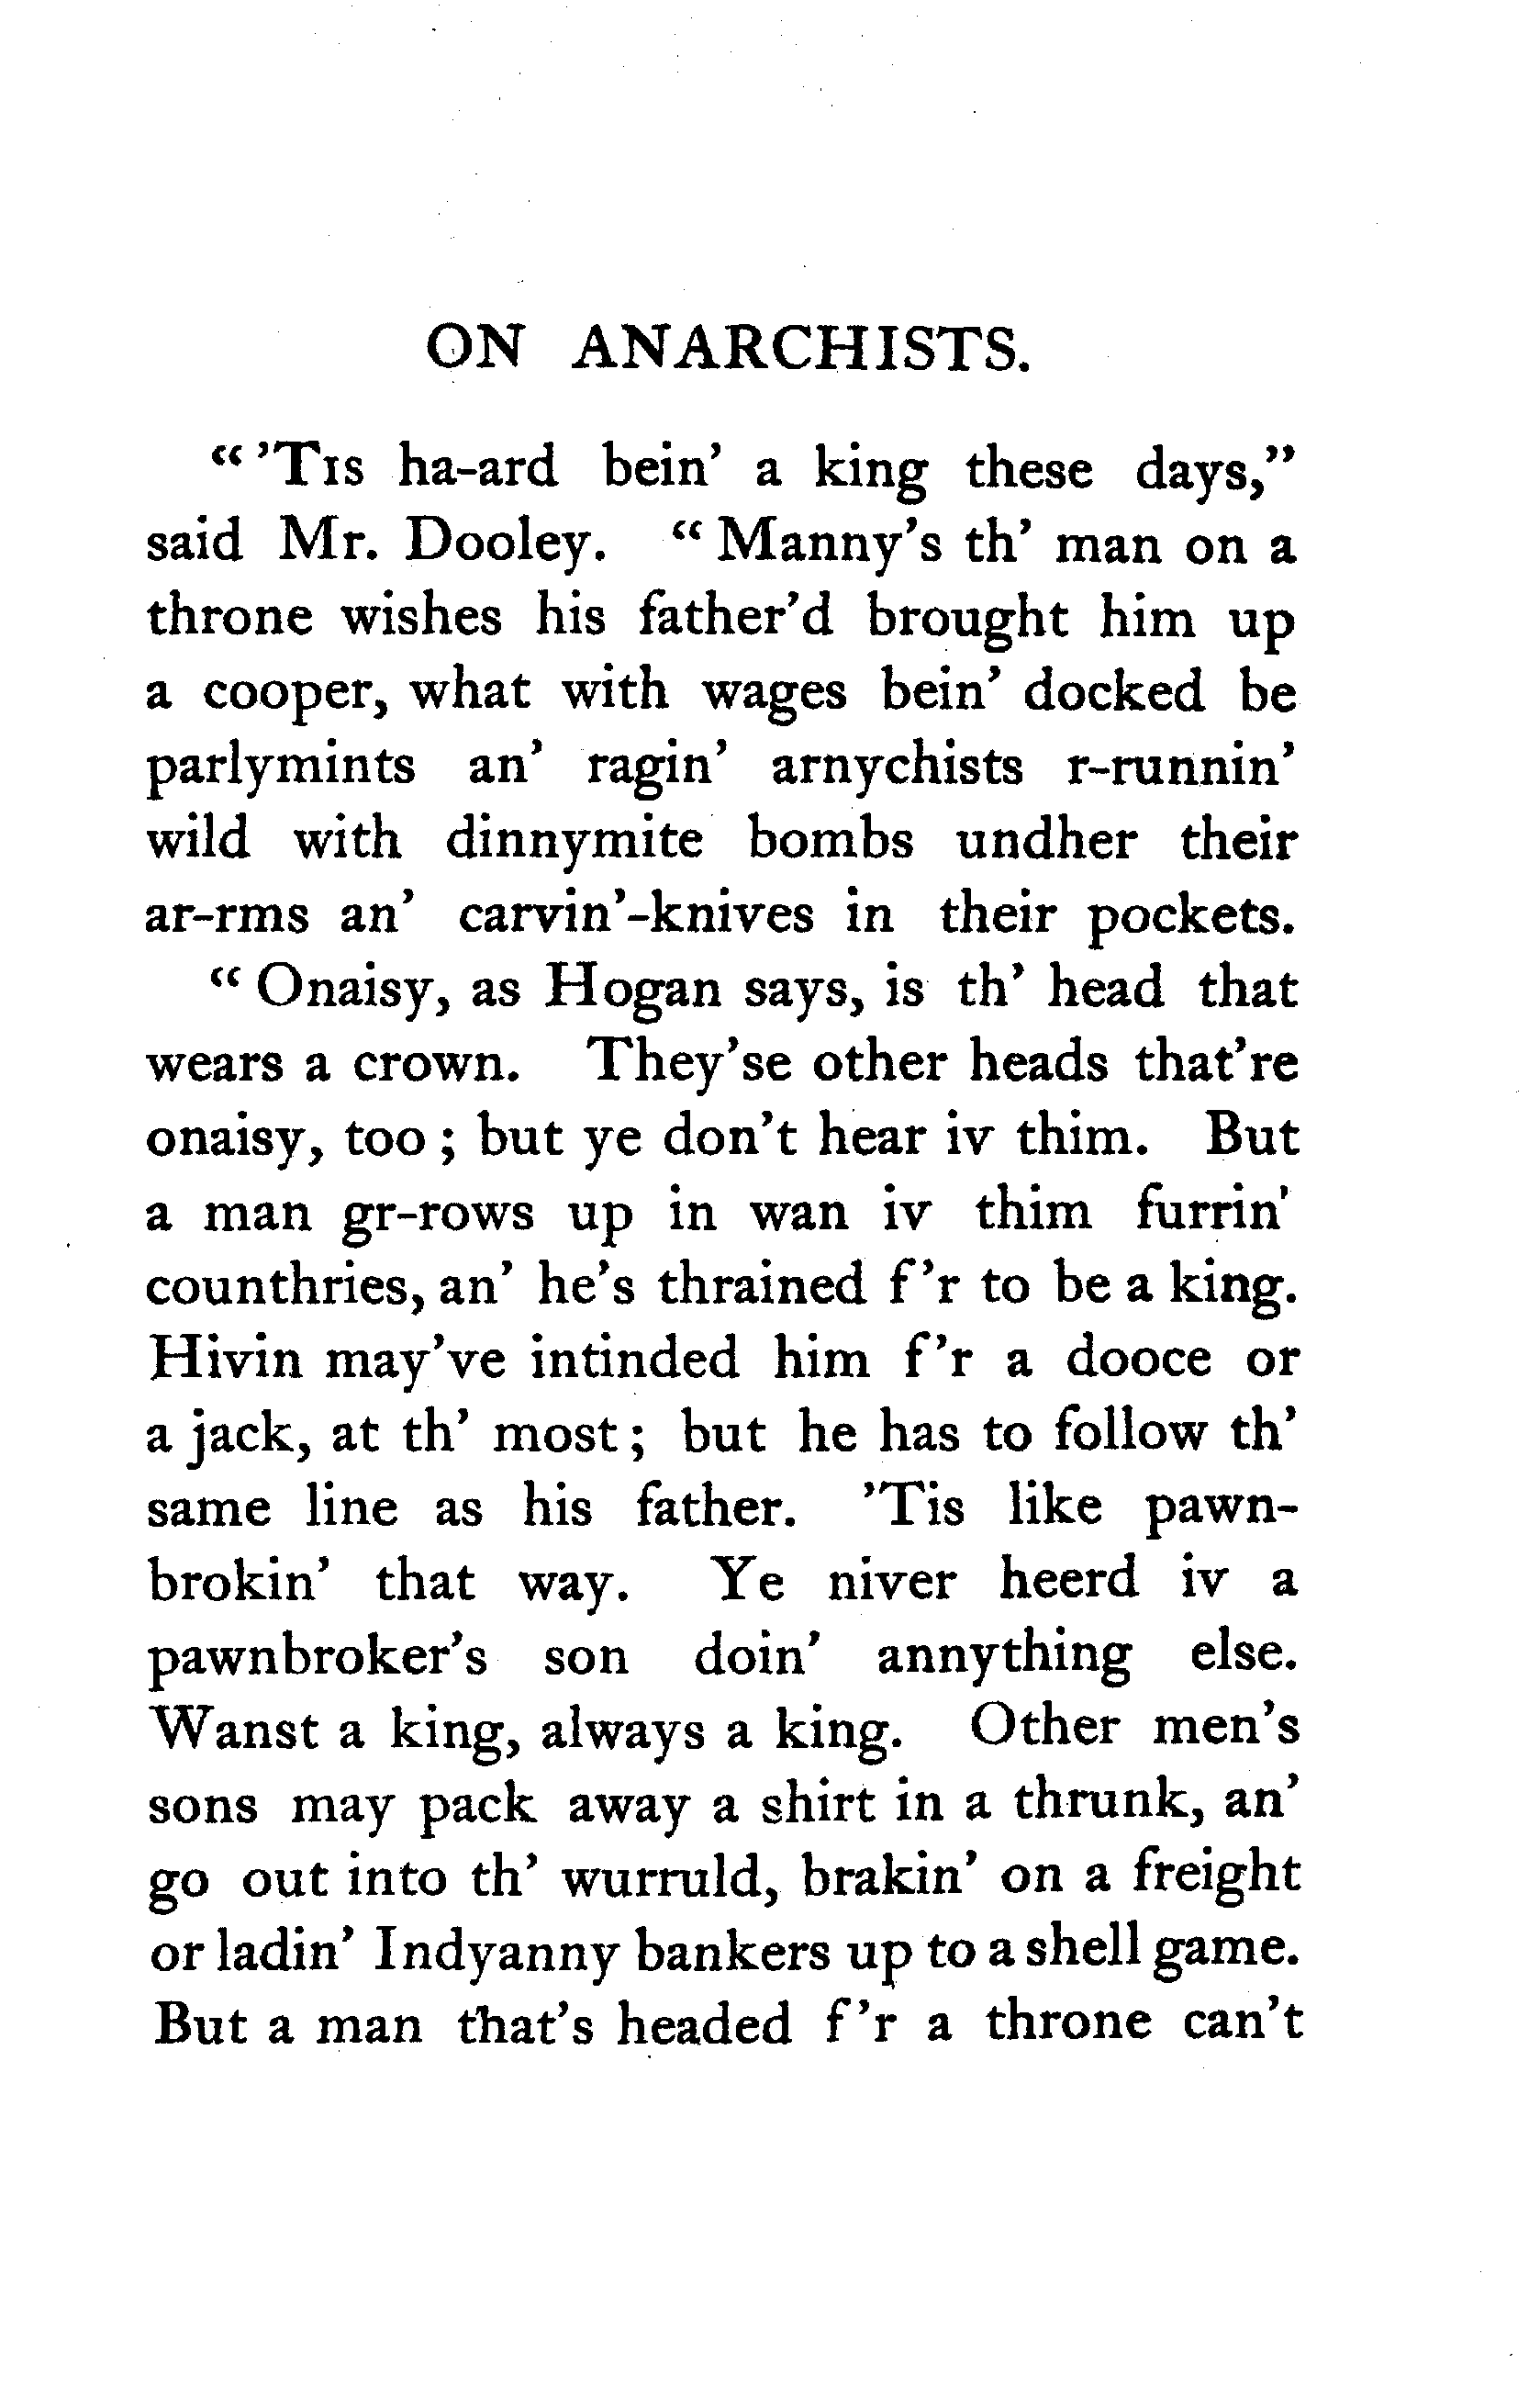 ON ANARCHISTS.
“ ’Tis ha-ard bein’ a king these days,”
said Mr. Dooley. “ Manny’s th’ man on a
throne wishes his father’d brought him up
a cooper, what with wages bein’ docked be
parlymints an’ ragin’ arnychists r-runnin’
wild with dinnymite bombs undher their
ar-rms an’ carvin’-knives in their pockets.
“ Onaisy, as Hogan says, is th’ head that
wears a crown. They’se other heads that’re
onaisy, too ; but ye don’t hear iv thim. But
a man gr-rows up in wan iv thim furrin’
counthries, an’ he’s thrained f’r to be a king.
Hivin may’ve intinded him f’r a dooce or
a jack, at th’ most ; but he has to follow th’
same line as his father. ’Tis like pawn-
brokin’ that way. Ye niver heerd iv a
pawnbroker’s son doin’ annything else.
Wanst a king, always a king. Other men’s
sons may pack away a shirt in a thrunk, an’
go out into th’ wurruld, brakin’ on a freight
or ladin’ Indyanny bankers up to a shell game.
But a man that’s headed f’r a throne can’t